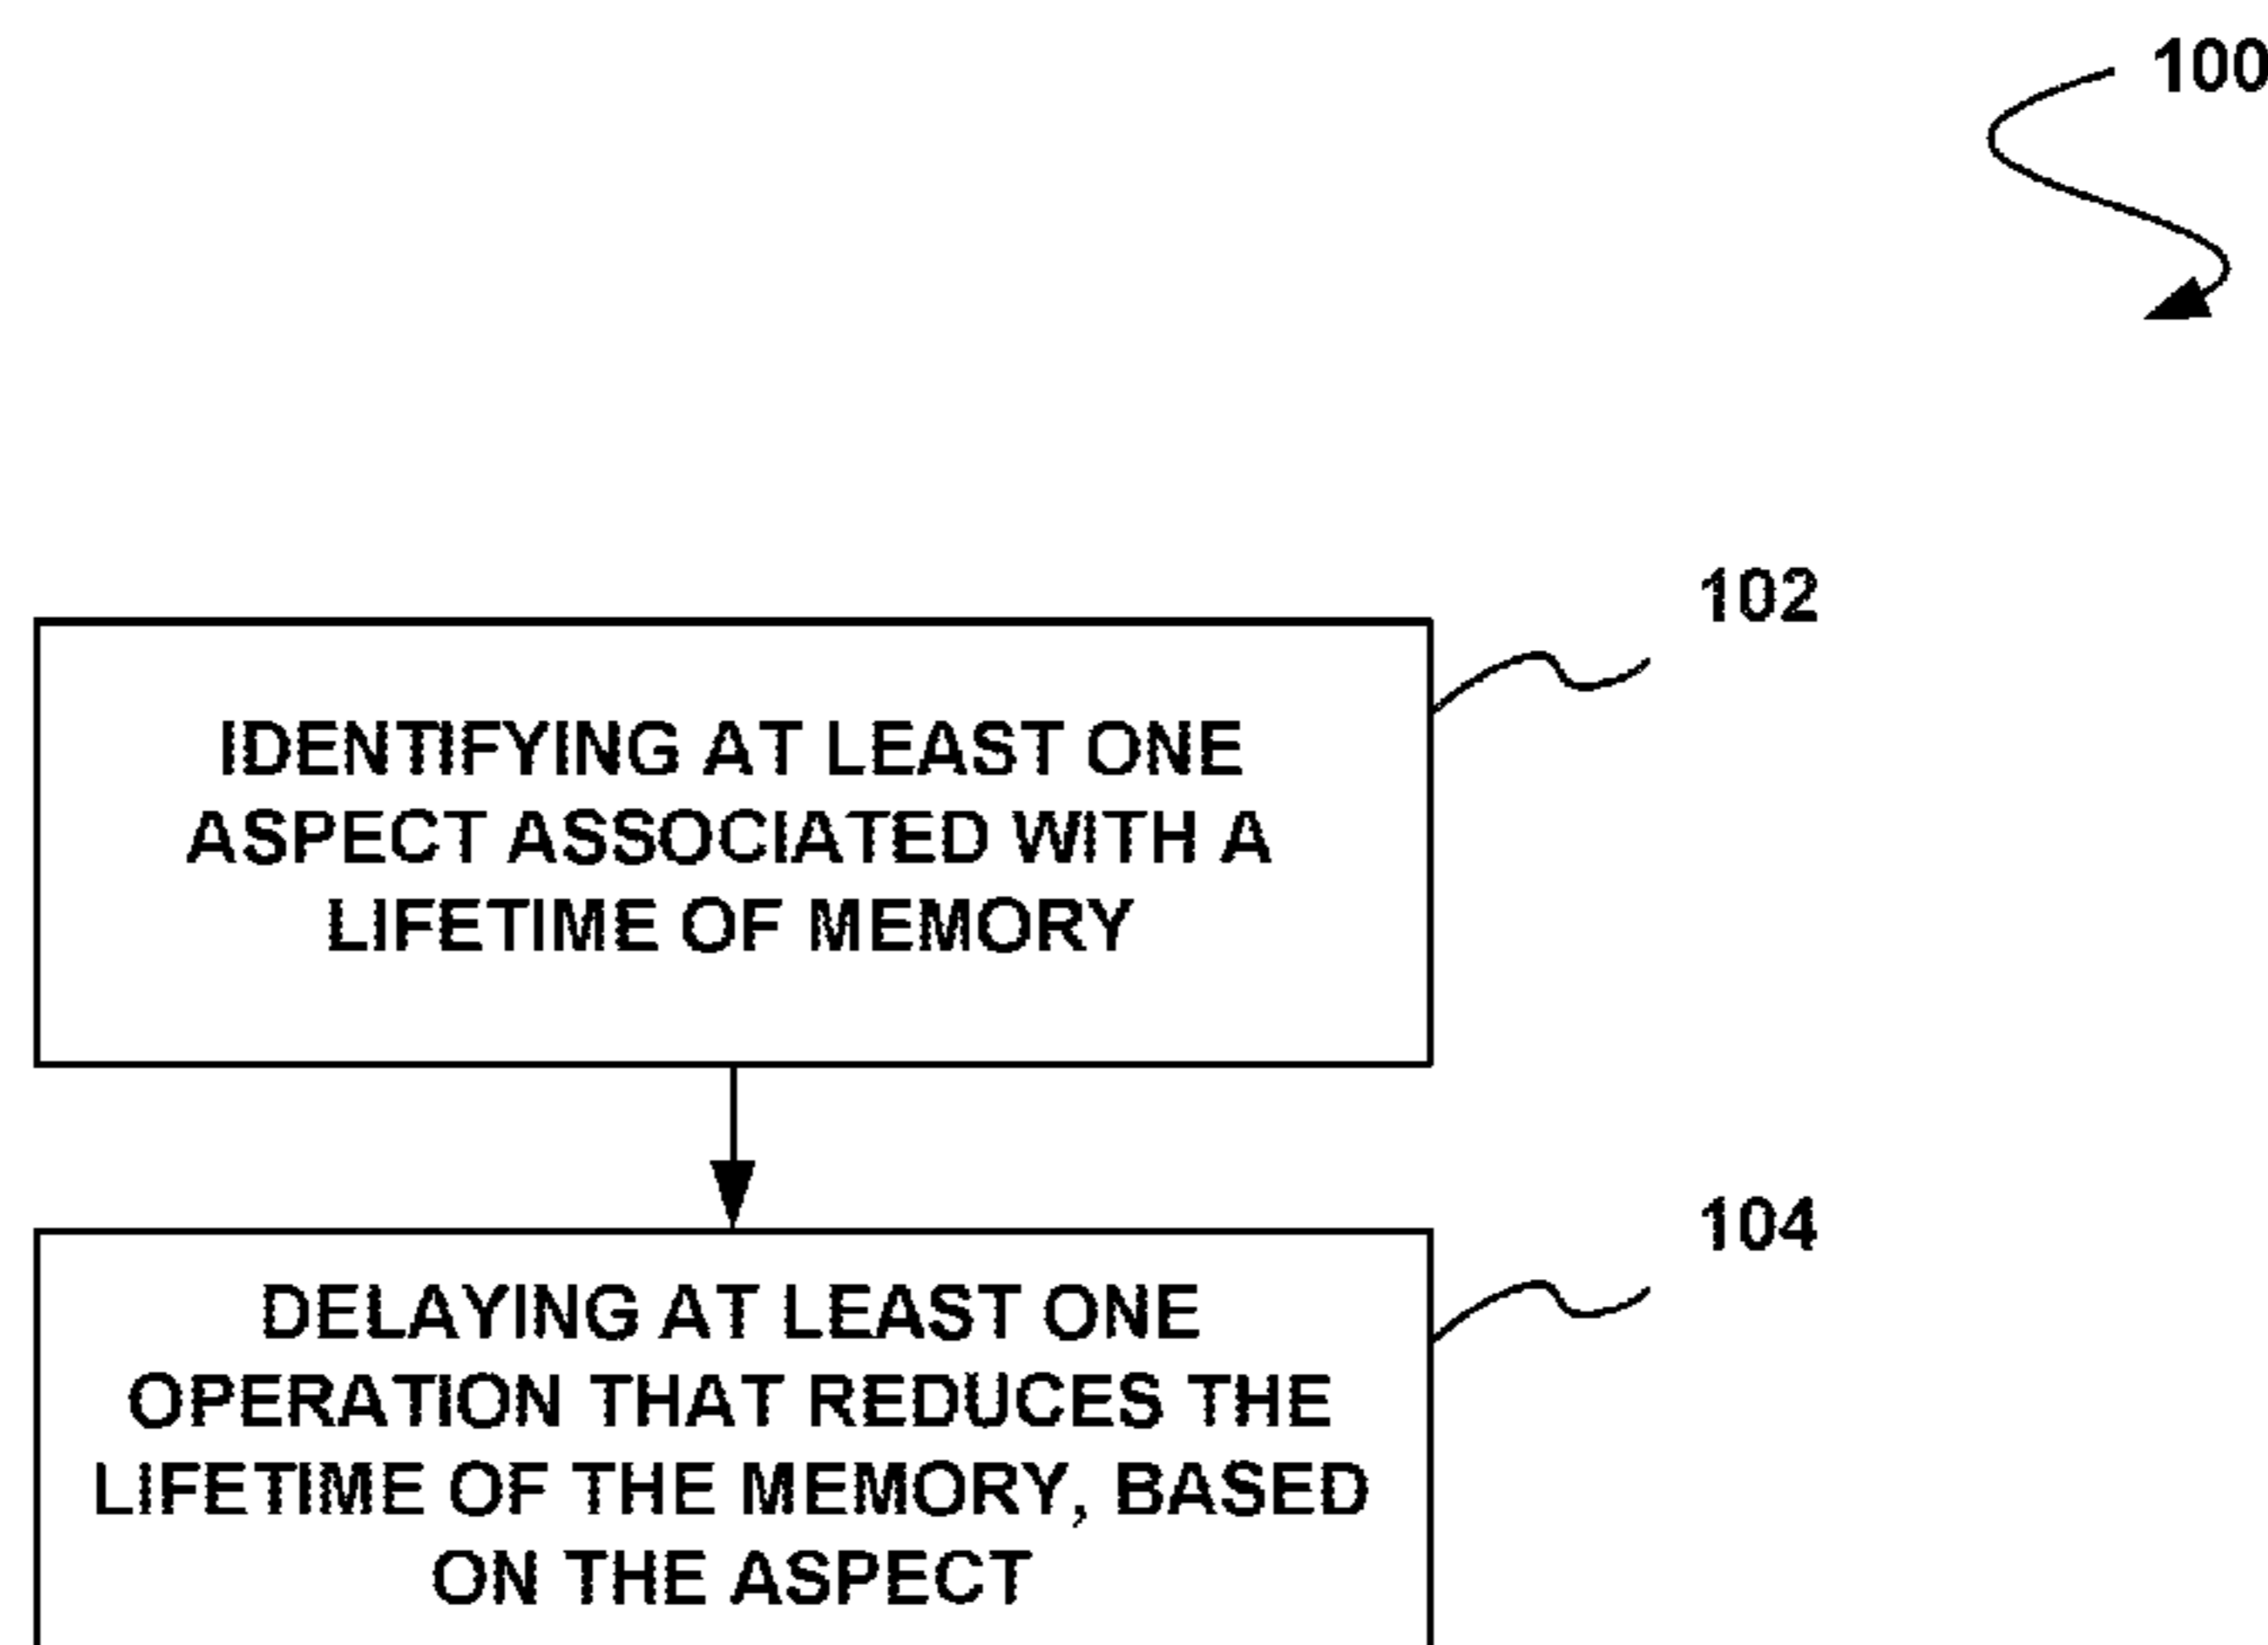 100
102
IDENTIFYING AT LEAST ONE
ASPECT ASSOCIATED WITH A
LIFETIME OF MEMORY
104
DELAYING AT LEAST ONE
OPERATION THAT REDUCES THE
LIFETIME OF THE MEMORY, BASED
ON THE ASPECT